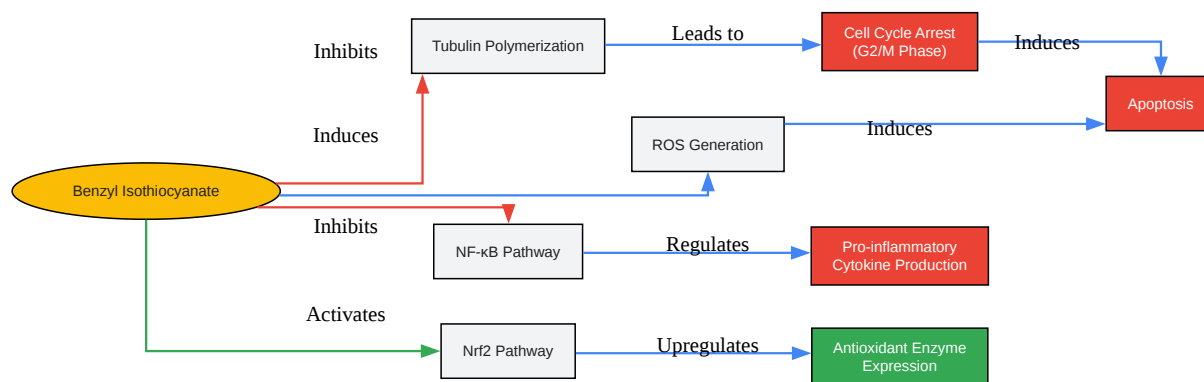 Inhibits
Tubulin Polymerization
Leads to
Cell Cycle Arrest
(G2/M Phase)
Induces
Apoptosis
Induces
ROS Generation
Induces
Benzyl Isothiocyanate
Inhibits
NF-κB Pathway
Regulates
Pro-inflammatory
Cytokine Production
Activates
Nrf2 Pathway
Upregulates
Antioxidant Enzyme
Expression